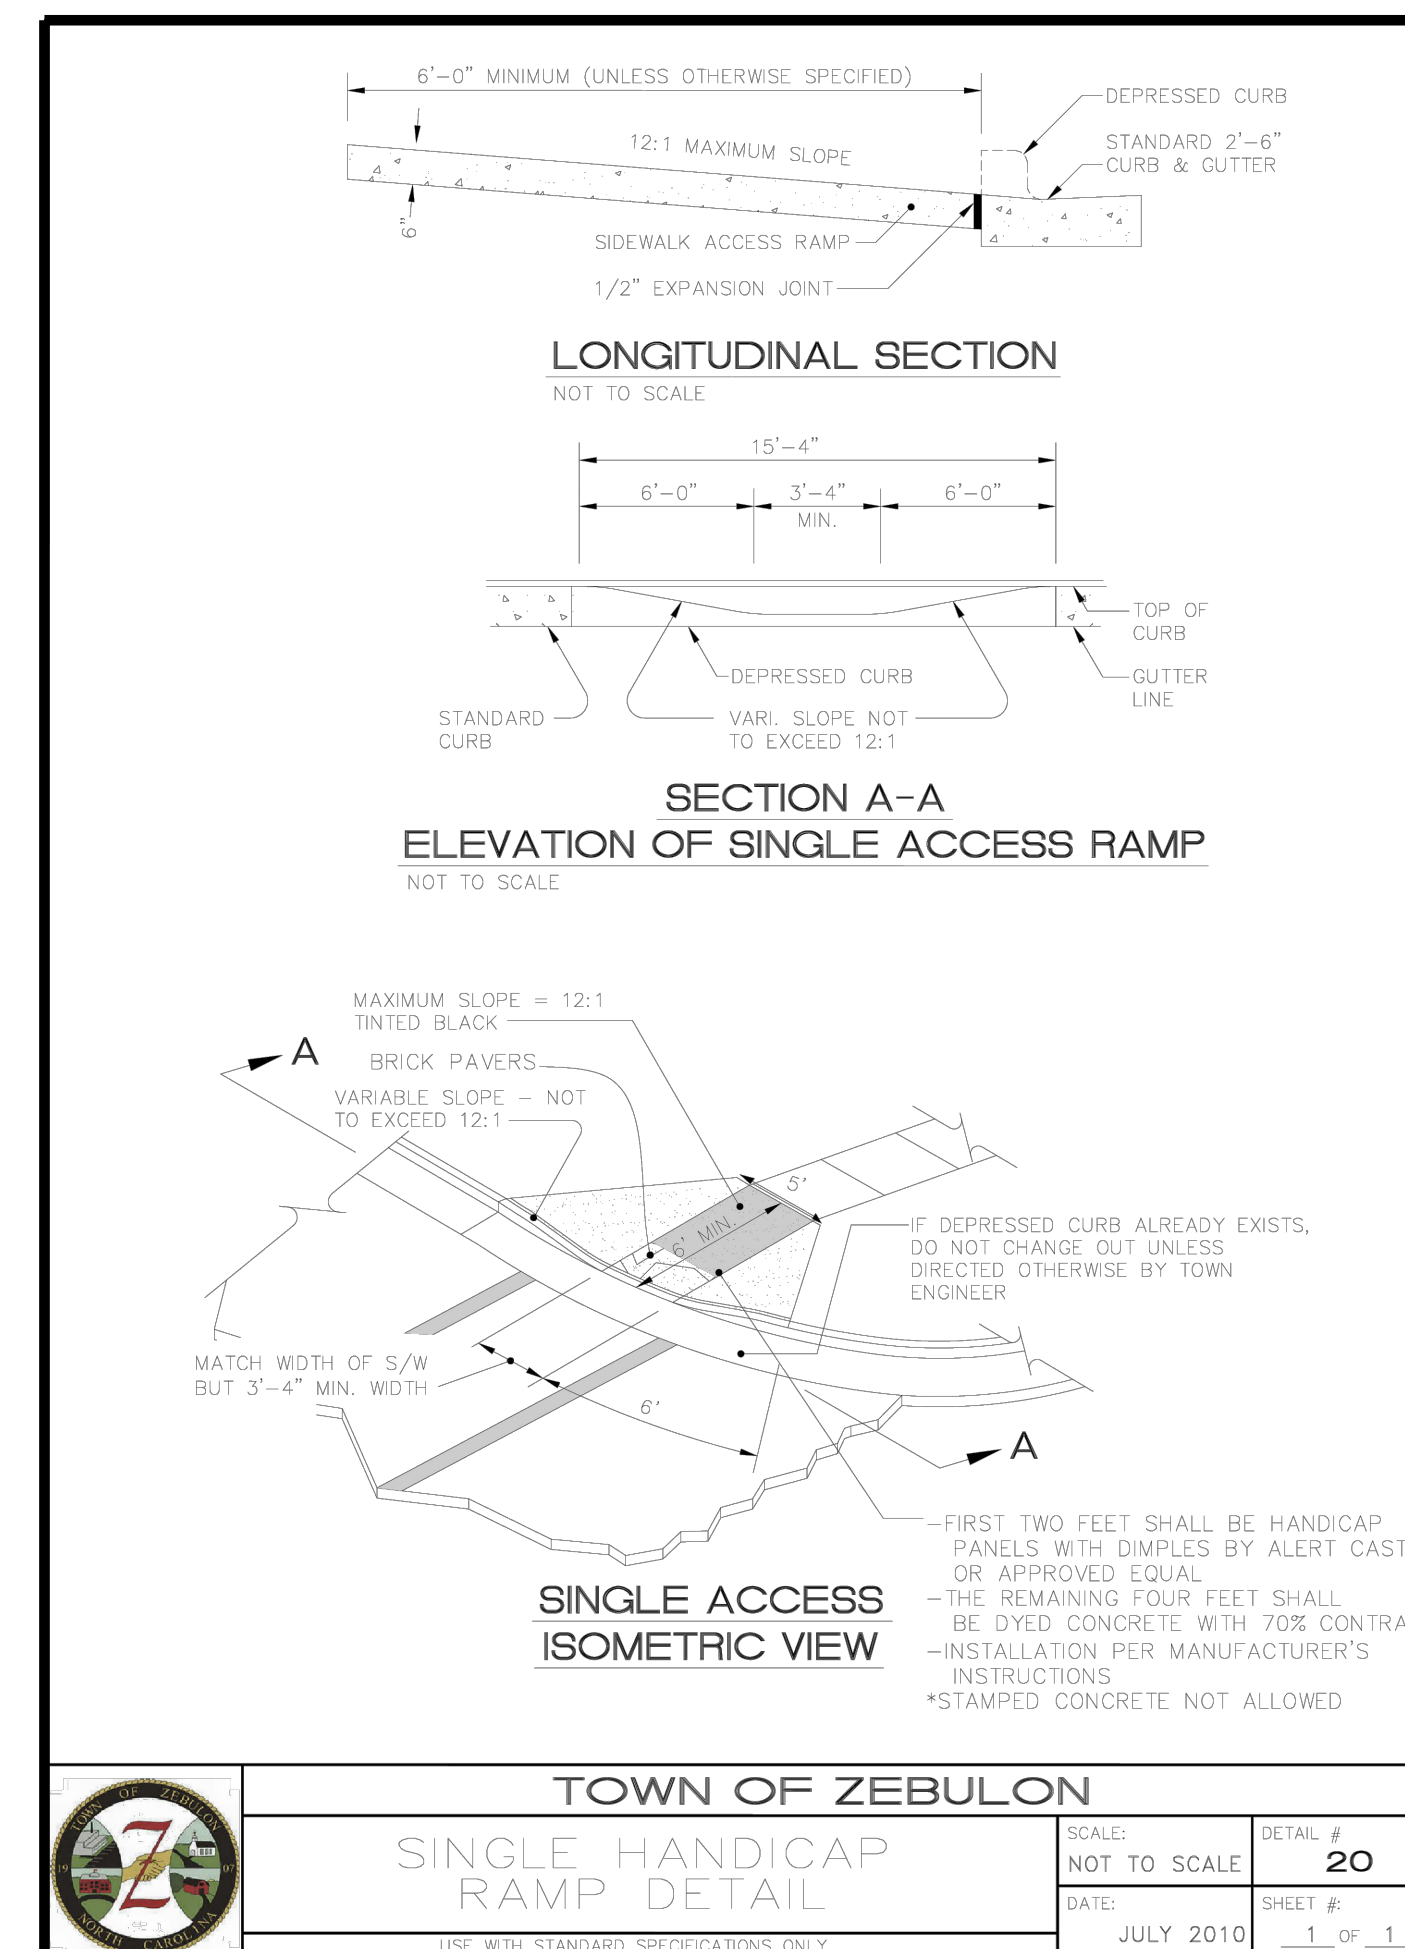 6'-0" MINIMUM (UNLESS OTHERWISE SPECIFIED)
DEPRESSED CURB
12:1 MAXIMUM SLOPE
STANDARD 2'-6"
CURB & GUTTER
6"
SIDEWALK ACCESS RAMP
1/2" EXPANSION JOINT
LONGITUDINAL SECTION
NOT TO SCALE
15'-4"
6'-0"
3'-4"
MIN.
6'-0"
TOP OF
CURB
DEPRESSED CURB
GUTTER
LINE
STANDARD
CURB
VARI. SLOPE NOT
TO EXCEED 12:1
SECTION A-A
ELEVATION OF SINGLE ACCESS RAMP
NOT TO SCALE
MAXIMUM SLOPE = 12:1
TINTED BLACK
A
BRICK PAVERS
VARIABLE SLOPE - NOT
TO EXCEED 12:1
5'
6' MIN.
IF DEPRESSED CURB ALREADY EXISTS,
DO NOT CHANGE OUT UNLESS
DIRECTED OTHERWISE BY TOWN
ENGINEER
MATCH WIDTH OF S/W
BUT 3'-4" MIN. WIDTH
6'
A
-FIRST TWO FEET SHALL BE HANDICAP
PANELS WITH DIMPLES BY ALERT CAST
OR APPROVED EQUAL
-THE REMAINING FOUR FEET SHALL
BE DYED CONCRETE WITH 70% CONTRA
-INSTALLATION PER MANUFACTURER'S
INSTRUCTIONS
*STAMPED CONCRETE NOT ALLOWED
SINGLE ACCESS
ISOMETRIC VIEW
TOWN OF ZEBULON
19 07
NORTH CAROLINA
TOWN OF ZEBULON
SINGLE HANDICAP
RAMP DETAIL
USE WITH STANDARD SPECIFICATIONS ONLY
SCALE:
NOT TO SCALE
DETAIL #
20
DATE:
JULY 2010
SHEET #:
1 OF 1